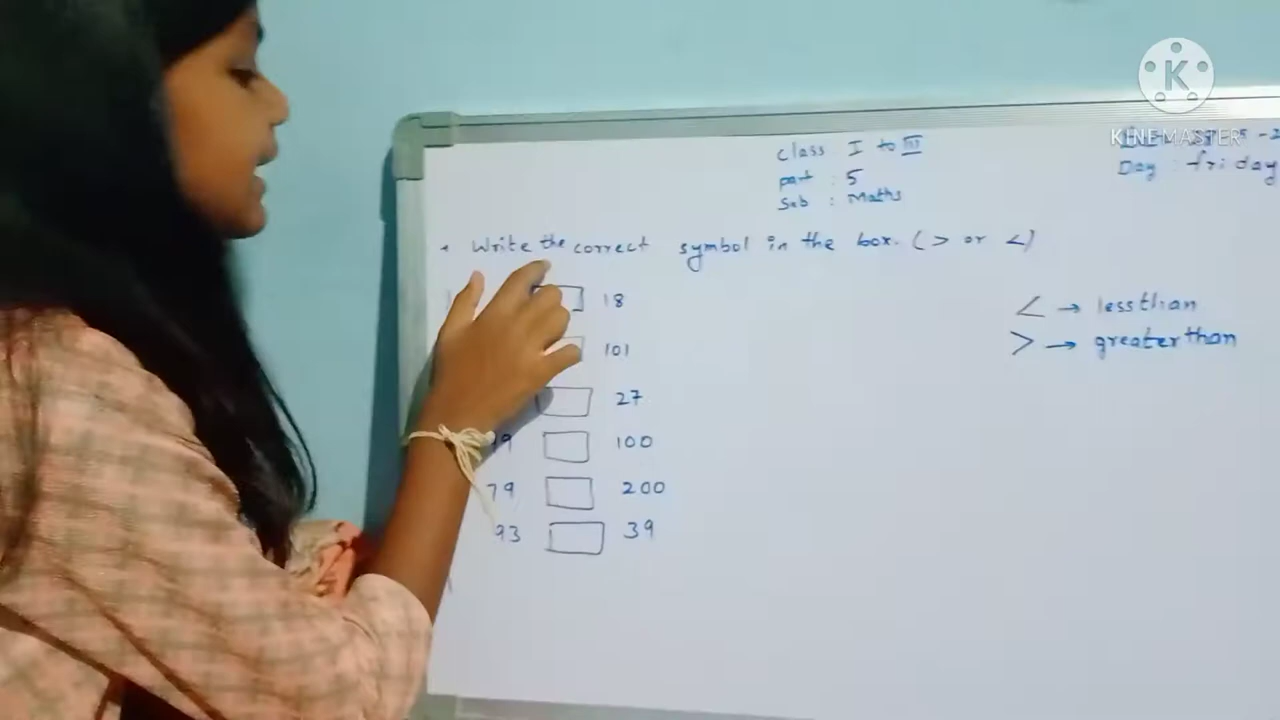 class I to III
part : 5
Sub : Maths
Day : friday
* Write the correct symbol in the box. ( > or < )
18
101
27
100
79 200
93 39
< → less than
> → greater than
KINEMASTER